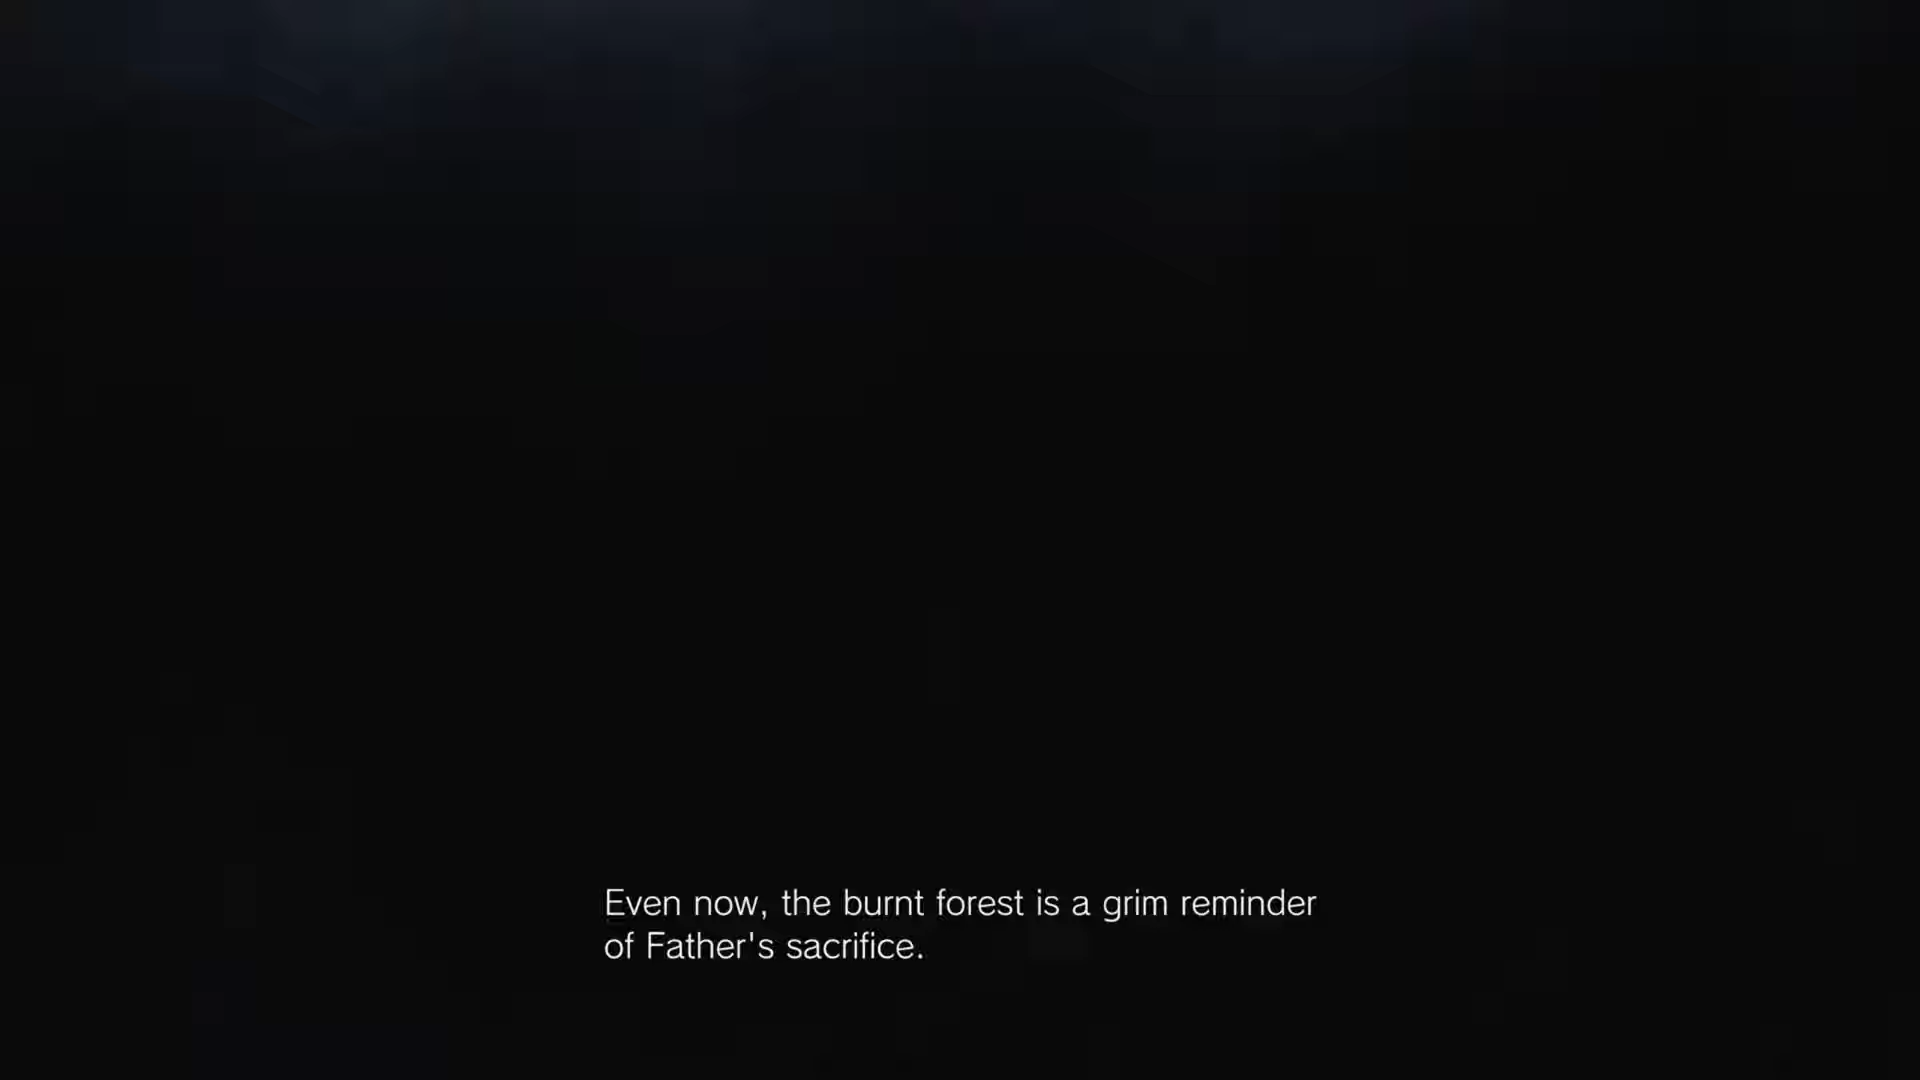 Even now, the burnt forest is a grim reminder
of Father's sacrifice.